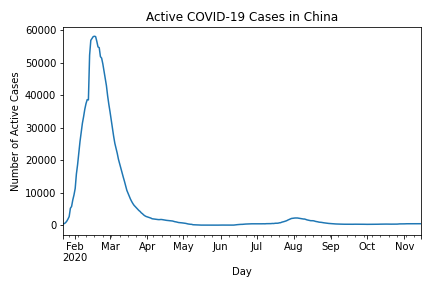 Active COVID-19 Cases in China
60000
50000
40000
30000
20000
10000
0
Number of Active Cases
Feb Mar Apr May Jun Jul Aug Sep Oct Nov
2020
Day